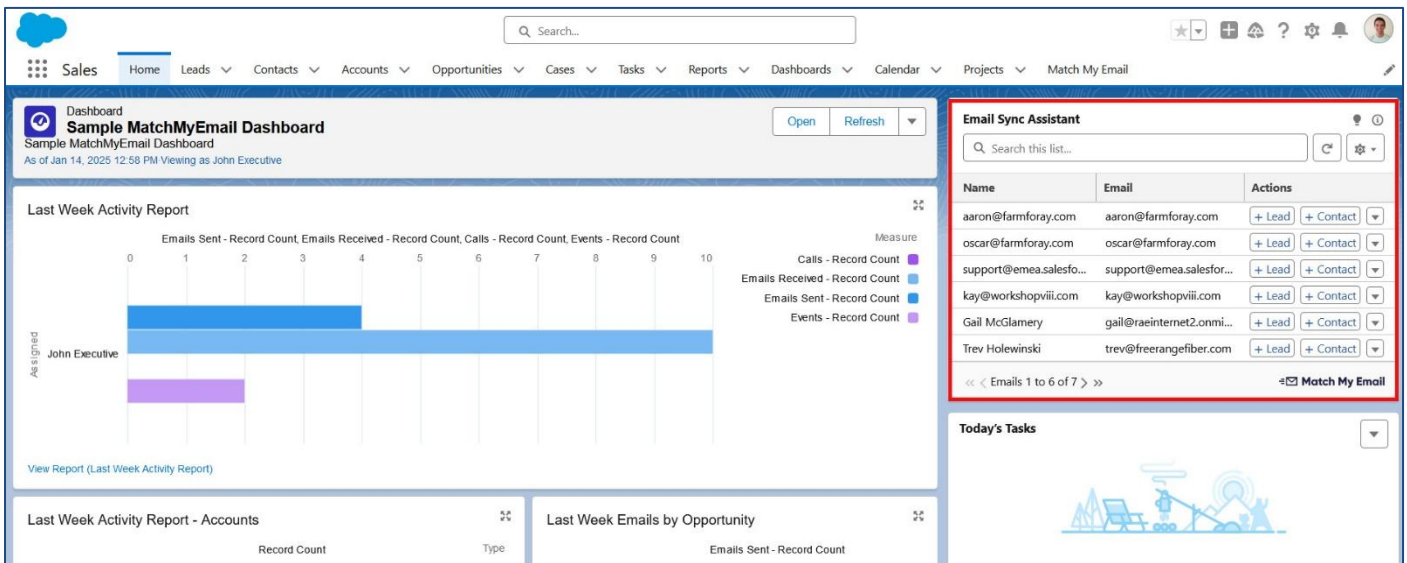 Search...
Sales Home Leads Contacts Accounts Opportunities Cases Tasks Reports Dashboards Calendar Projects Match My Email
Dashboard
Sample MatchMyEmail Dashboard
Sample MatchMyEmail Dashboard
As of Jan 14, 2025 12:58 PM Viewing as John Executive
Open Refresh
Last Week Activity Report
Emails Sent - Record Count, Emails Received - Record Count, Calls - Record Count, Events - Record Count
0 1 2 3 4 5 6 7 8 9 10
Assigned
John Executive
Measure
Calls - Record Count
Emails Received - Record Count
Emails Sent - Record Count
Events - Record Count
View Report (Last Week Activity Report)
Last Week Activity Report - Accounts
Record Count Type
Last Week Emails by Opportunity
Emails Sent - Record Count
Email Sync Assistant
Search this list...
Name Email Actions
aaron@farmforay.com aaron@farmforay.com + Lead + Contact
oscar@farmforay.com oscar@farmforay.com + Lead + Contact
support@emea.salesfo... support@emea.salesfor... + Lead + Contact
kay@workshopviii.com kay@workshopviii.com + Lead + Contact
Gail McGlamery gail@raeinternet2.onmi... + Lead + Contact
Trev Holewinski trev@freerangefiber.com + Lead + Contact
<< < Emails 1 to 6 of 7 > >> Match My Email
Today's Tasks